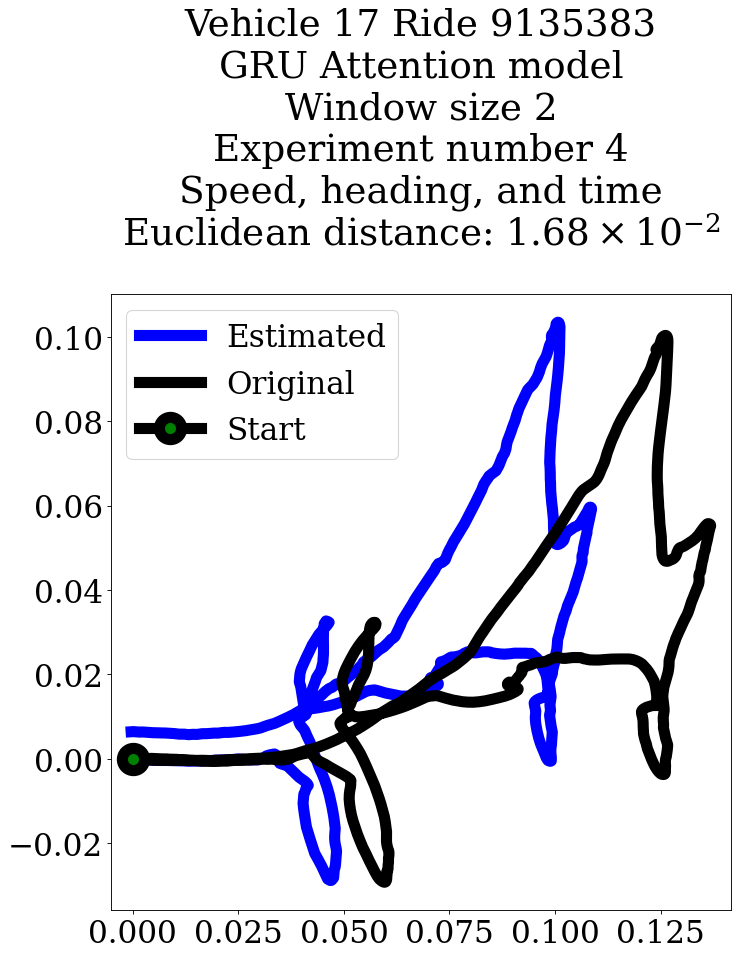 Vehicle 17 Ride 9135383
GRU Attention model
Window size 2
Experiment number 4
Speed, heading, and time
Euclidean distance: 1.68 × 10⁻²
Estimated
Original
Start
0.10
0.08
0.06
0.04
0.02
0.00
−0.02
0.000 0.025 0.050 0.075 0.100 0.125